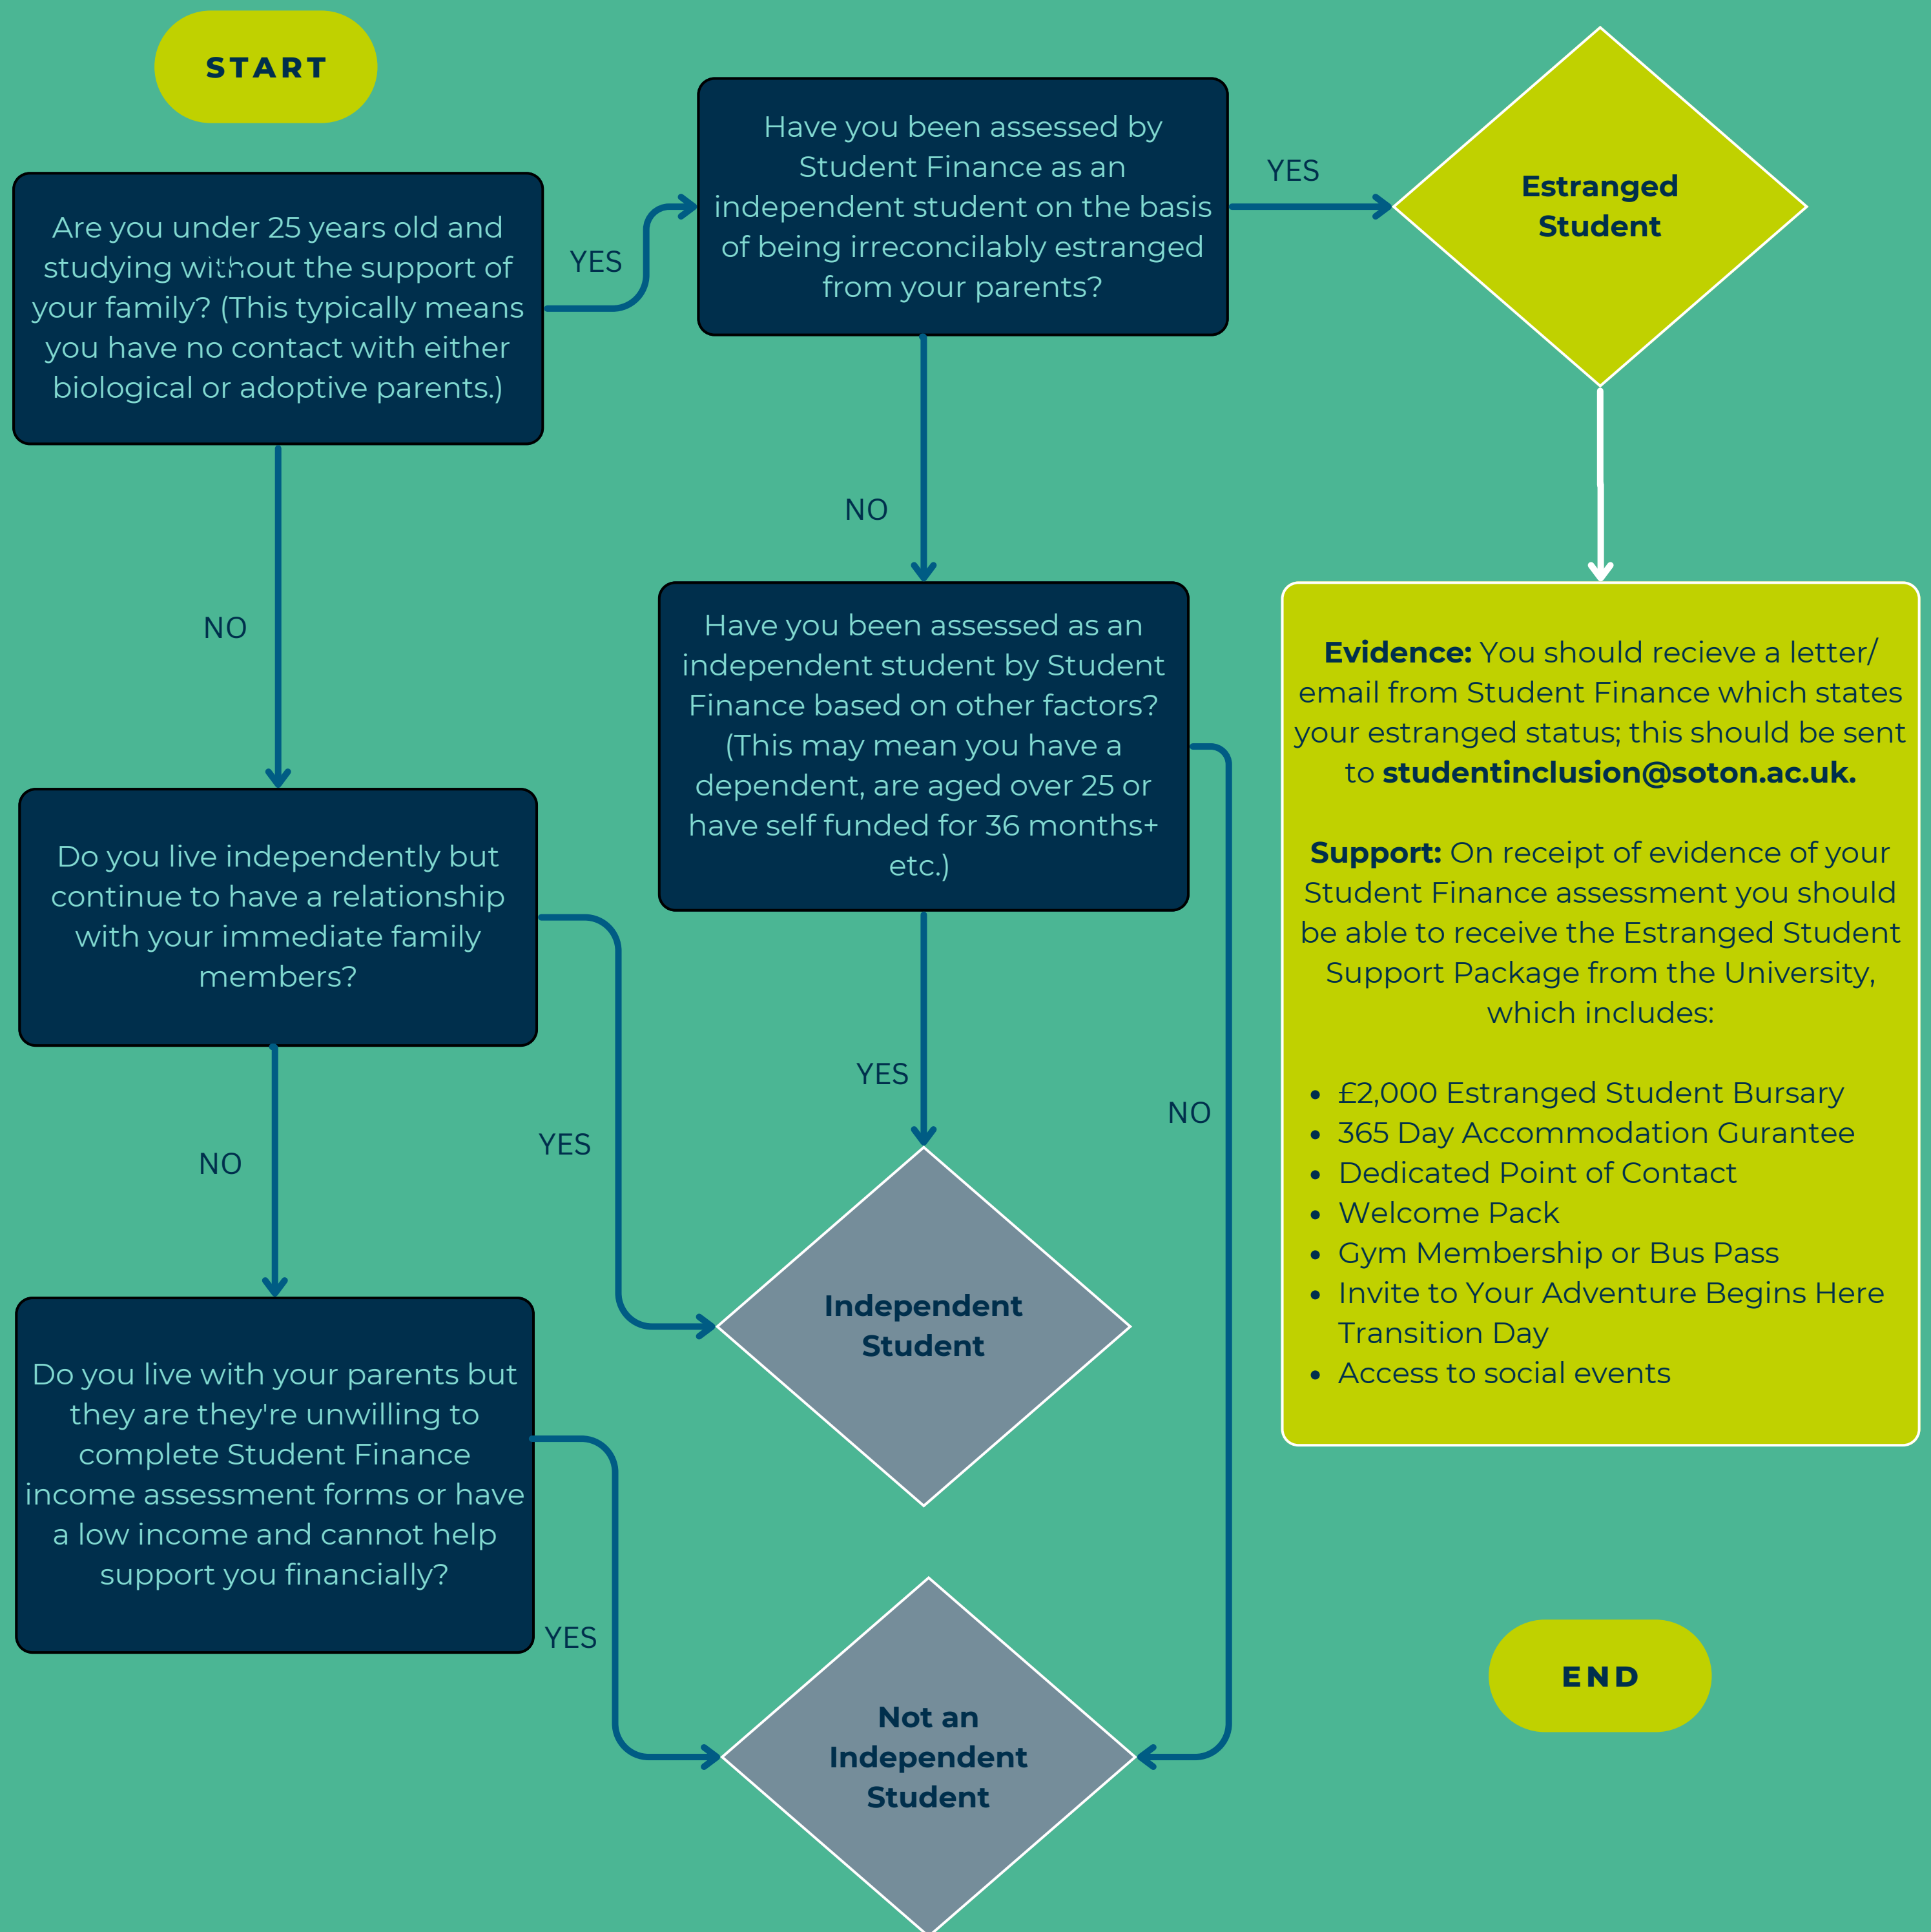 START
Are you under 25 years old and
studying without the support of
your family? (This typically means
you have no contact with either
biological or adoptive parents.)
YES
Have you been assessed by
Student Finance as an
independent student on the basis
of being irreconcilably estranged
from your parents?
YES
Estranged
Student
NO
NO
Have you been assessed as an
independent student by Student
Finance based on other factors?
(This may mean you have a
dependent, are aged over 25 or
have self funded for 36 months+
etc.)
Evidence: You should recieve a letter/
email from Student Finance which states
your estranged status; this should be sent
to studentinclusion@soton.ac.uk.
Support: On receipt of evidence of your
Student Finance assessment you should
be able to receive the Estranged Student
Support Package from the University,
which includes:
• £2,000 Estranged Student Bursary
• 365 Day Accommodation Gurantee
• Dedicated Point of Contact
• Welcome Pack
• Gym Membership or Bus Pass
• Invite to Your Adventure Begins Here
Transition Day
• Access to social events
Do you live independently but
continue to have a relationship
with your immediate family
members?
NO
YES
YES
NO
Independent
Student
Do you live with your parents but
they are they're unwilling to
complete Student Finance
income assessment forms or have
a low income and cannot help
support you financially?
YES
Not an
Independent
Student
END